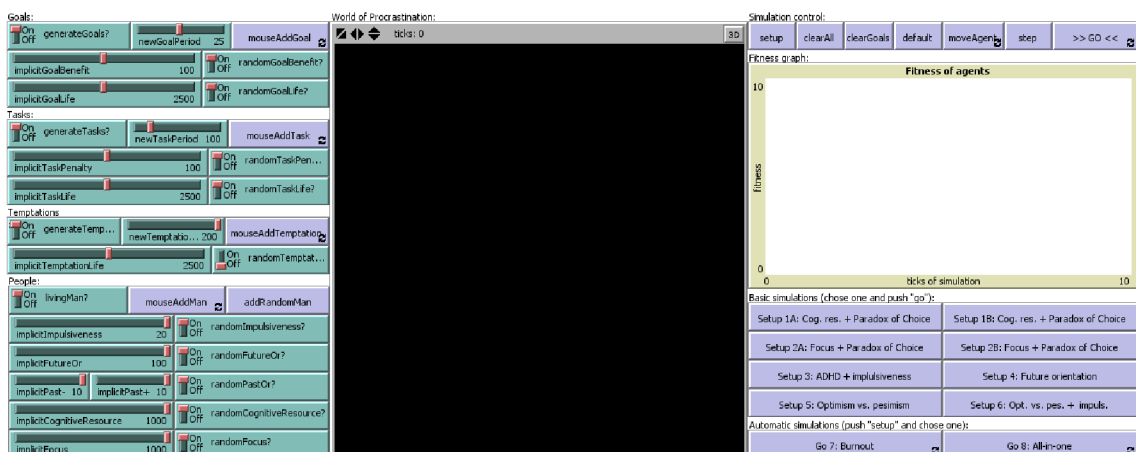 Goals:
On
Off
generateGoals?
newGoalPeriod 25
mouseAddGoal
implicitGoalBenefit 100
On
Off
randomGoalBenefit?
implicitGoalLife 2500
On
Off
randomGoalLife?
Tasks:
On
Off
generateTasks?
newTaskPeriod 100
mouseAddTask
implicitTaskPenalty 100
On
Off
randomTaskPen...
implicitTaskLife 2500
On
Off
randomTaskLife?
Temptations
On
Off
generateTemp...
newTemptatio... 200
mouseAddTemptation
implicitTemptationLife 2500
On
Off
randomTemptat...
People:
On
Off
livingMan?
mouseAddMan
addRandomMan
implicitImpulsiveness 20
On
Off
randomImpulsiveness?
implicitFutureOr 100
On
Off
randomFutureOr?
implicitPast- 10
implicitPast+ 10
On
Off
randomPastOr?
implicitCognitiveResource 1000
On
Off
randomCognitiveResource?
implicitFocus 1000
On
Off
randomFocus?
World of Procrastination:
ticks: 0
3D
Simulation control:
setup
clearAll
clearGoals
default
moveAgent
step
>> GO <<
Fitness graph:
Fitness of agents
10
fitness
0
0
ticks of simulation
10
Basic simulations (chose one and push "go"):
Setup 1A: Cog. res. + Paradox of Choice
Setup 1B: Cog. res. + Paradox of Choice
Setup 2A: Focus + Paradox of Choice
Setup 2B: Focus + Paradox of Choice
Setup 3: ADHD + implulsiveness
Setup 4: Future orientation
Setup 5: Optimism vs. pesimism
Setup 6: Opt. vs. pes. + impuls.
Automatic simulations (push "setup" and chose one):
Go 7: Burnout
Go 8: All-in-one